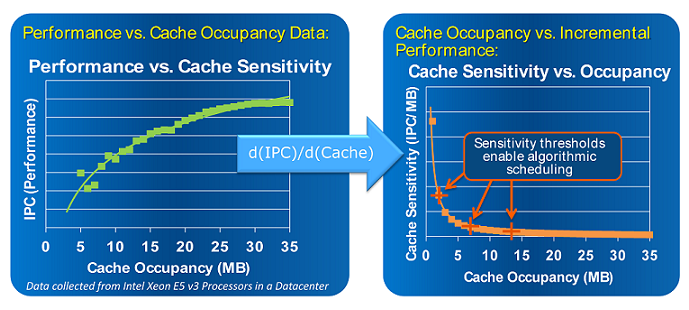 Performance vs. Cache Occupancy Data:
Performance vs. Cache Sensitivity
IPC (Performance)
0 5 10 15 20 25 30 35
Cache Occupancy (MB)
Data collected from Intel Xeon E5 v3 Processors in a Datacenter
d(IPC)/d(Cache)
Cache Occupancy vs. Incremental
Performance:
Cache Sensitivity vs. Occupancy
Cache Sensitivity (IPC/MB)
Sensitivity thresholds
enable algorithmic
scheduling
0 5 10 15 20 25 30 35
Cache Occupancy (MB)